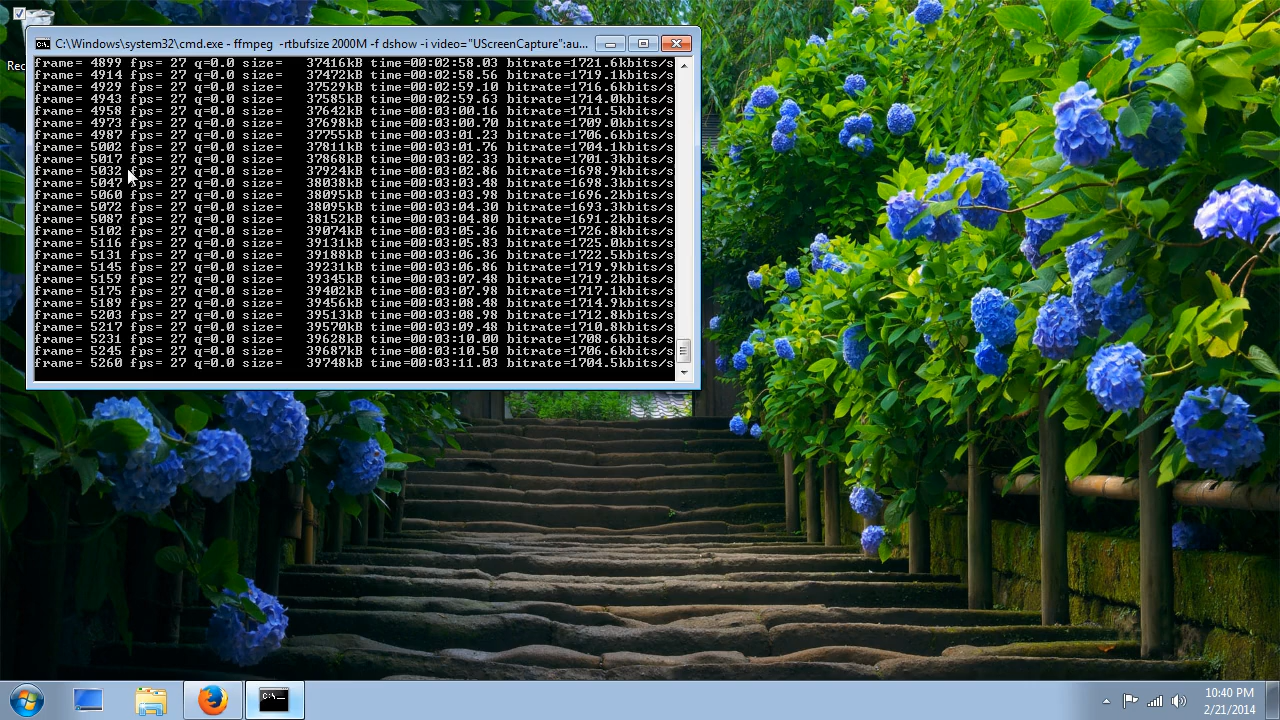 C:\Windows\system32\cmd.exe - ffmpeg -rtbufsize 2000M -f dshow -i video="UScreenCapture":au...
Rec
frame= 4899 fps= 27 q=0.0 size=   37416kB time=00:02:58.03 bitrate=1721.6kbits/s
frame= 4914 fps= 27 q=0.0 size=   37472kB time=00:02:58.56 bitrate=1719.1kbits/s
frame= 4929 fps= 27 q=0.0 size=   37529kB time=00:02:59.10 bitrate=1716.6kbits/s
frame= 4943 fps= 27 q=0.0 size=   37585kB time=00:02:59.63 bitrate=1714.0kbits/s
frame= 4958 fps= 27 q=0.0 size=   37642kB time=00:03:00.16 bitrate=1711.5kbits/s
frame= 4973 fps= 27 q=0.0 size=   37698kB time=00:03:00.70 bitrate=1709.0kbits/s
frame= 4987 fps= 27 q=0.0 size=   37755kB time=00:03:01.23 bitrate=1706.6kbits/s
frame= 5002 fps= 27 q=0.0 size=   37811kB time=00:03:01.76 bitrate=1704.1kbits/s
frame= 5017 fps= 27 q=0.0 size=   37868kB time=00:03:02.33 bitrate=1701.3kbits/s
frame= 5032 fps= 27 q=0.0 size=   37924kB time=00:03:02.86 bitrate=1698.9kbits/s
frame= 5047 fps= 27 q=0.0 size=   38038kB time=00:03:03.48 bitrate=1698.3kbits/s
frame= 5060 fps= 27 q=0.0 size=   38095kB time=00:03:03.98 bitrate=1696.2kbits/s
frame= 5072 fps= 27 q=0.0 size=   38095kB time=00:03:04.30 bitrate=1693.3kbits/s
frame= 5087 fps= 27 q=0.0 size=   38152kB time=00:03:04.80 bitrate=1691.2kbits/s
frame= 5102 fps= 27 q=0.0 size=   39074kB time=00:03:05.36 bitrate=1726.8kbits/s
frame= 5116 fps= 27 q=0.0 size=   39131kB time=00:03:05.83 bitrate=1725.0kbits/s
frame= 5131 fps= 27 q=0.0 size=   39188kB time=00:03:06.36 bitrate=1722.5kbits/s
frame= 5145 fps= 27 q=0.0 size=   39231kB time=00:03:06.86 bitrate=1719.9kbits/s
frame= 5159 fps= 27 q=0.0 size=   39345kB time=00:03:07.48 bitrate=1719.2kbits/s
frame= 5175 fps= 27 q=0.0 size=   39402kB time=00:03:07.98 bitrate=1717.1kbits/s
frame= 5189 fps= 27 q=0.0 size=   39456kB time=00:03:08.48 bitrate=1714.9kbits/s
frame= 5203 fps= 27 q=0.0 size=   39513kB time=00:03:08.98 bitrate=1712.8kbits/s
frame= 5217 fps= 27 q=0.0 size=   39570kB time=00:03:09.48 bitrate=1710.8kbits/s
frame= 5231 fps= 27 q=0.0 size=   39628kB time=00:03:10.00 bitrate=1708.6kbits/s
frame= 5245 fps= 27 q=0.0 size=   39687kB time=00:03:10.50 bitrate=1706.6kbits/s
frame= 5260 fps= 27 q=0.0 size=   39748kB time=00:03:11.03 bitrate=1704.5kbits/s
10:40 PM
2/21/2014